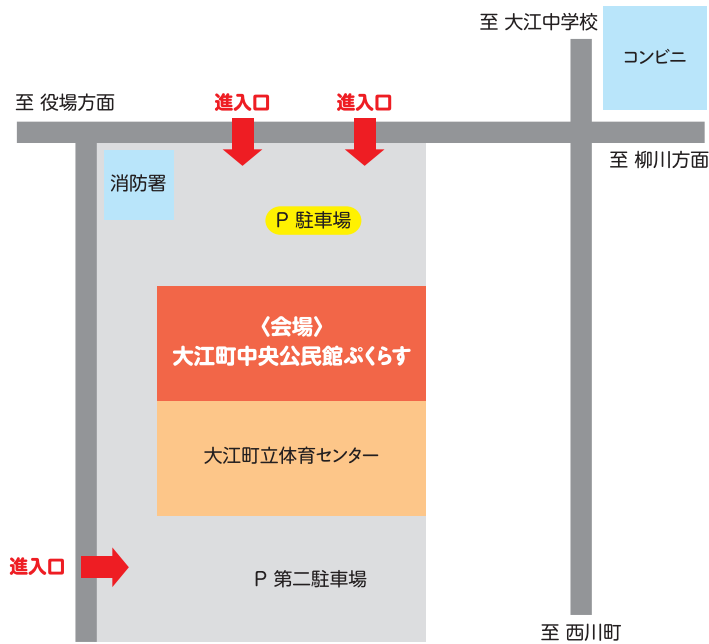 至 大江中学校
コンビニ
至 役場方面
進入口
進入口
至 柳川方面
消防署
P 駐車場
〈会場〉
大江町中央公民館ぷくらす
大江町立体育センター
進入口
P 第二駐車場
至 西川町